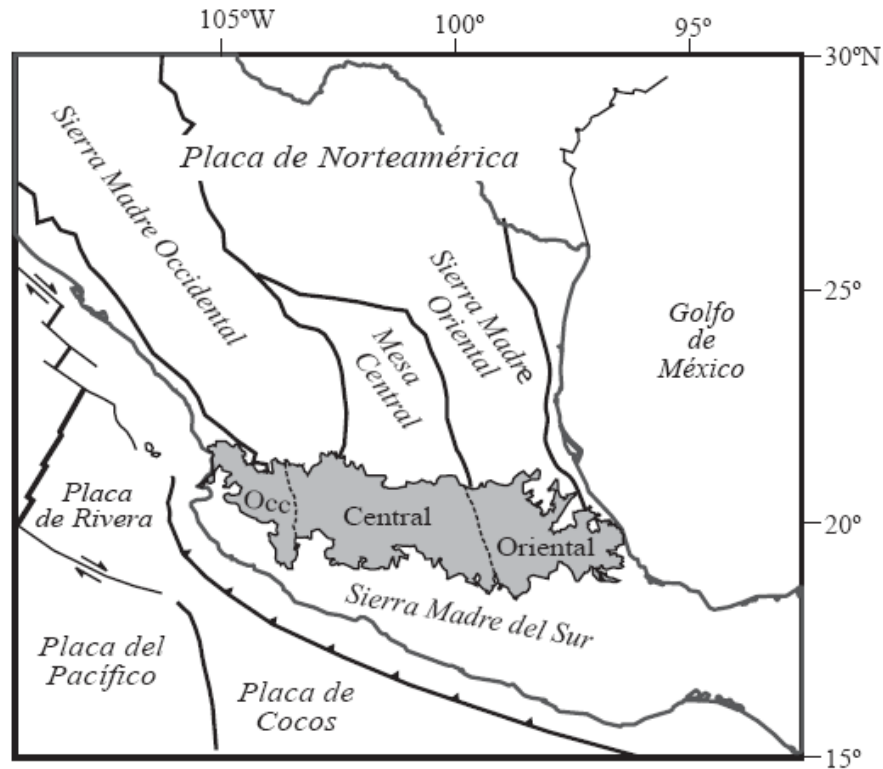 105ºW
100º
95º
30ºN
Sierra Madre Occidental
Placa de Norteamérica
Sierra Madre
Oriental
25º
Golfo
de
México
Mesa
Central
Placa
de Rivera
Occ
Central
Oriental
20º
Sierra Madre del Sur
Placa del
Pacífico
Placa de
Cocos
15º